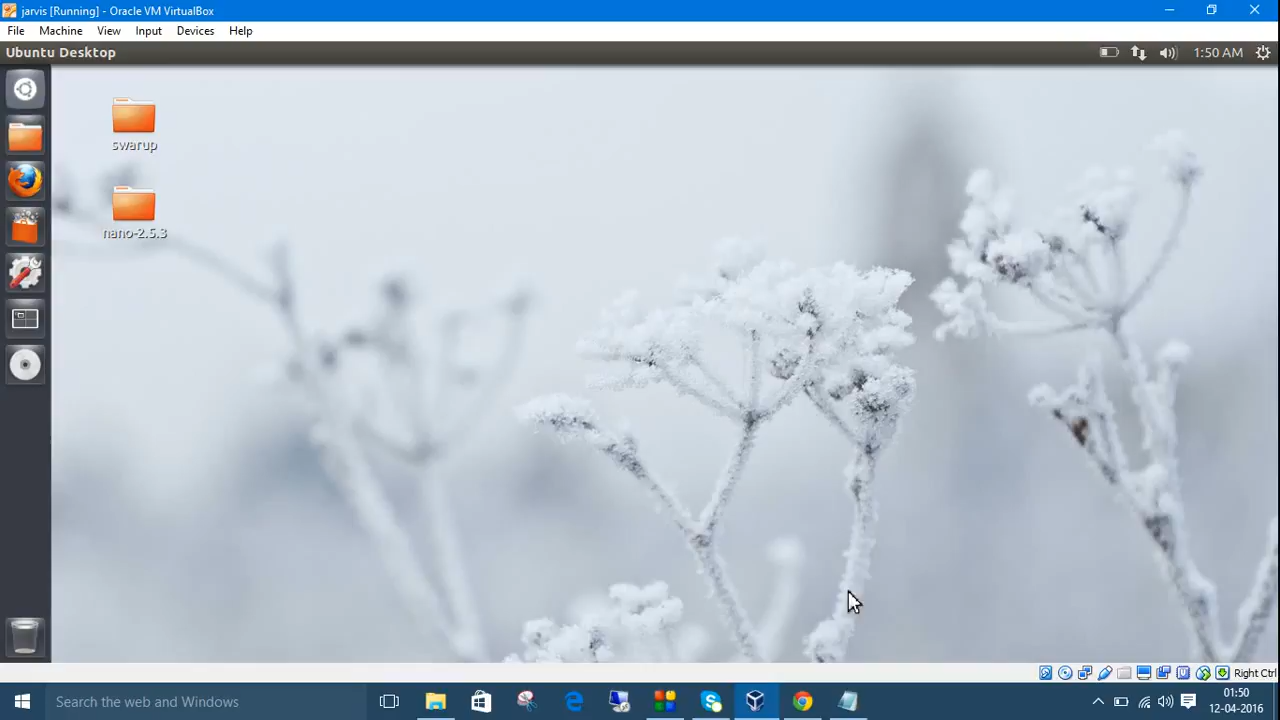 jarvis [Running] - Oracle VM VirtualBox
File Machine View Input Devices Help
Ubuntu Desktop 1:50 AM
swarup
nano-2.5.3
Right Ctrl
Search the web and Windows
01:50
12-04-2016